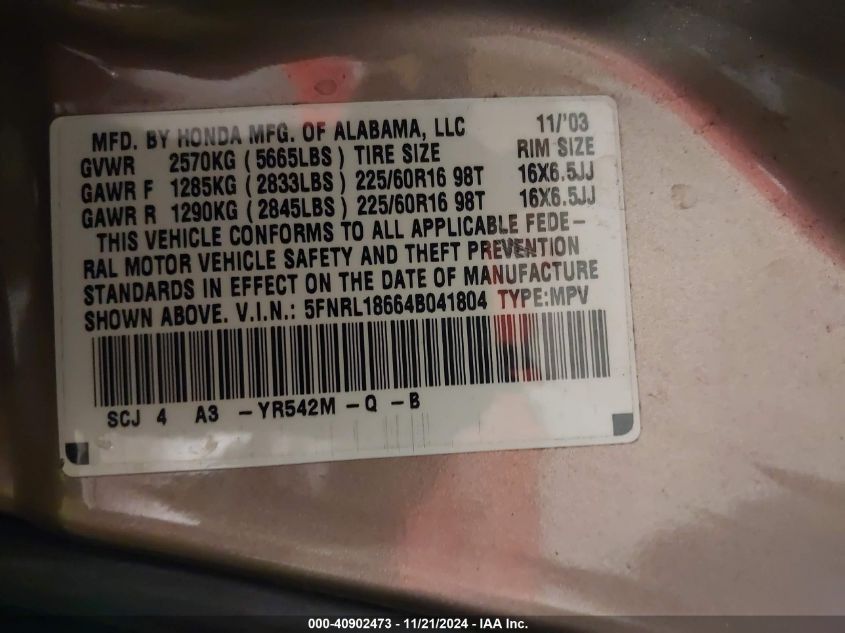 MFD. BY HONDA MFG. OF ALABAMA, LLC 11/'03
GVWR 2570KG ( 5665LBS ) TIRE SIZE RIM SIZE
GAWR F 1285KG ( 2833LBS ) 225/60R16 98T 16X6.5JJ
GAWR R 1290KG ( 2845LBS ) 225/60R16 98T 16X6.5JJ
THIS VEHICLE CONFORMS TO ALL APPLICABLE FEDE-
RAL MOTOR VEHICLE SAFETY AND THEFT PREVENTION
STANDARDS IN EFFECT ON THE DATE OF MANUFACTURE
SHOWN ABOVE. V.I.N.: 5FNRL18664B041804 TYPE:MPV
SCJ 4 A3 -YR542M -Q -B
000-40902473 - 11/21/2024 - IAA Inc.